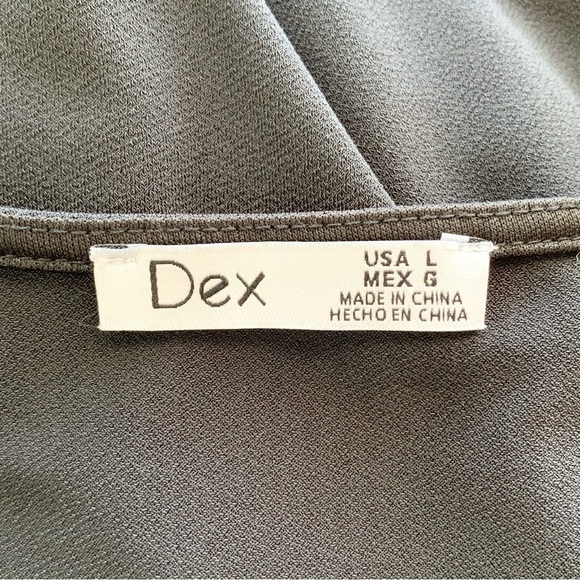 Dex
USA L
MEX G
MADE IN CHINA
HECHO EN CHINA